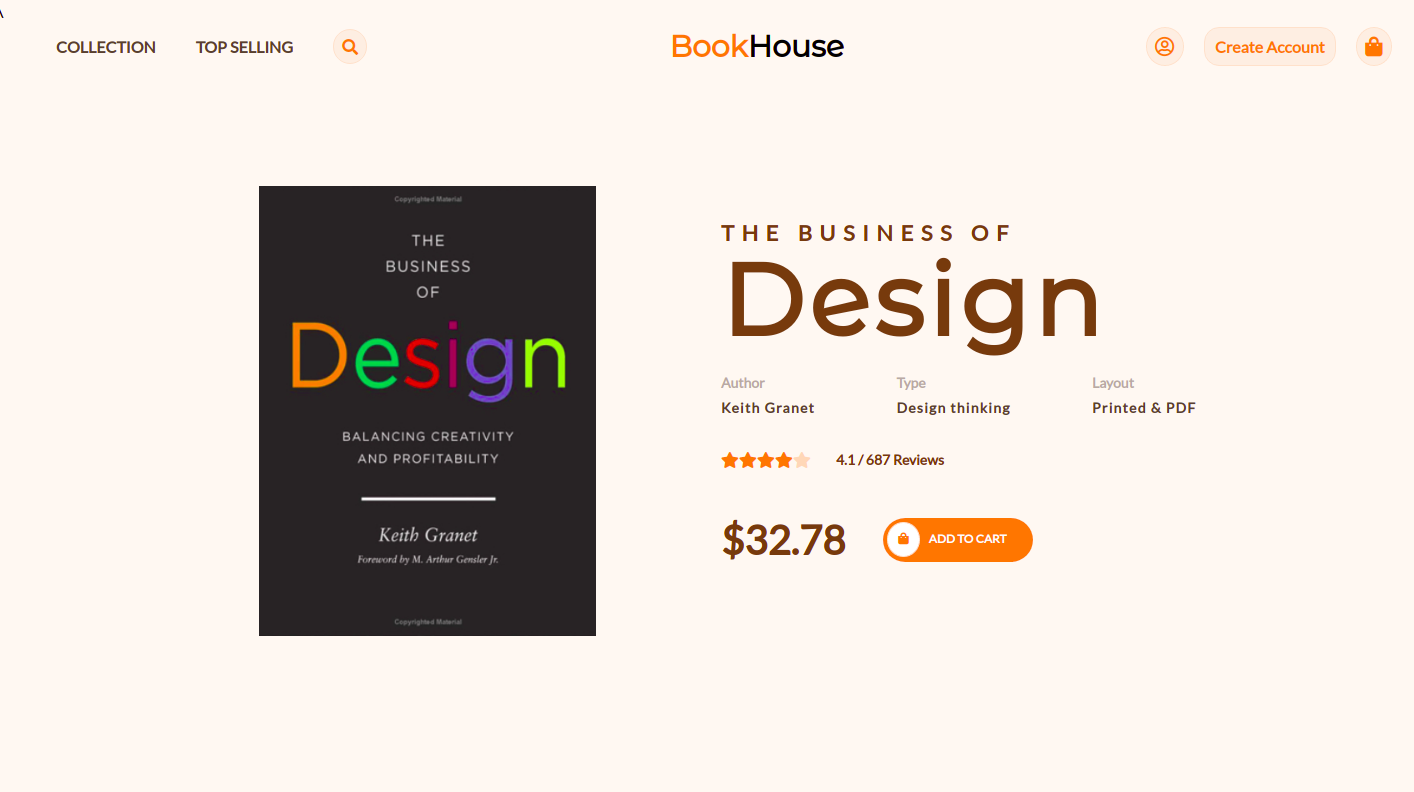 \
COLLECTION TOP SELLING BookHouse Create Account
Copyrighted Material
THE
BUSINESS
OF
Design
BALANCING CREATIVITY
AND PROFITABILITY
Keith Granet
Foreword by M. Arthur Gensler Jr.
Copyrighted Material
THE BUSINESS OF
Design
Author Type Layout
Keith Granet Design thinking Printed & PDF
4.1 / 687 Reviews
$32.78 ADD TO CART